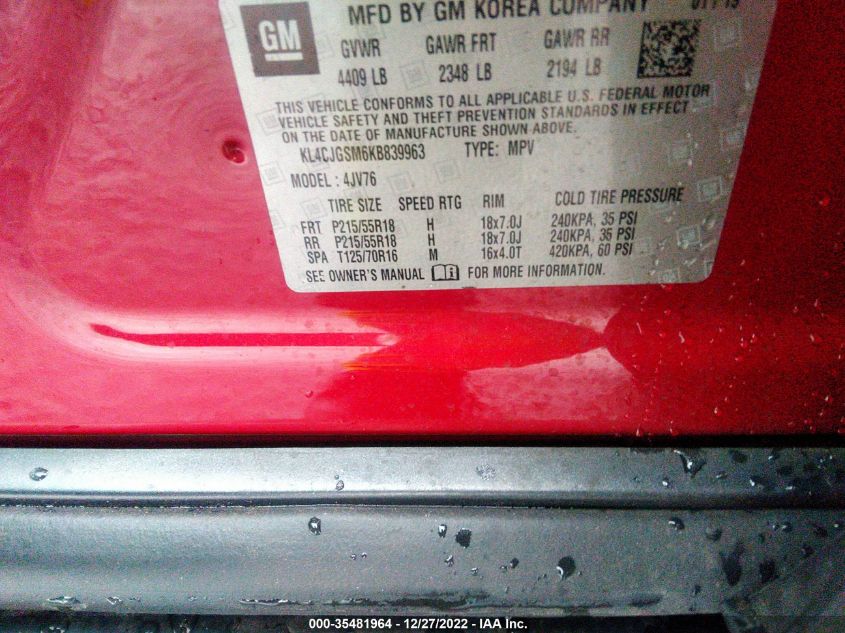 GM
MFD BY GM KOREA COMPANY
GVWR GAWR FRT GAWR RR
4409 LB 2348 LB 2194 LB
THIS VEHICLE CONFORMS TO ALL APPLICABLE U.S. FEDERAL MOTOR
VEHICLE SAFETY AND THEFT PREVENTION STANDARDS IN EFFECT
ON THE DATE OF MANUFACTURE SHOWN ABOVE.
KL4CJGSM6KB839963 TYPE: MPV
MODEL : 4JV76
TIRE SIZE SPEED RTG RIM COLD TIRE PRESSURE
FRT P215/55R18 H 18x7.0J 240KPA, 35 PSI
RR P215/55R18 H 18x7.0J 240KPA, 35 PSI
SPA T125/70R16 M 16x4.0T 420KPA, 60 PSI
SEE OWNER'S MANUAL FOR MORE INFORMATION.
000-35481964 - 12/27/2022 - IAA Inc.